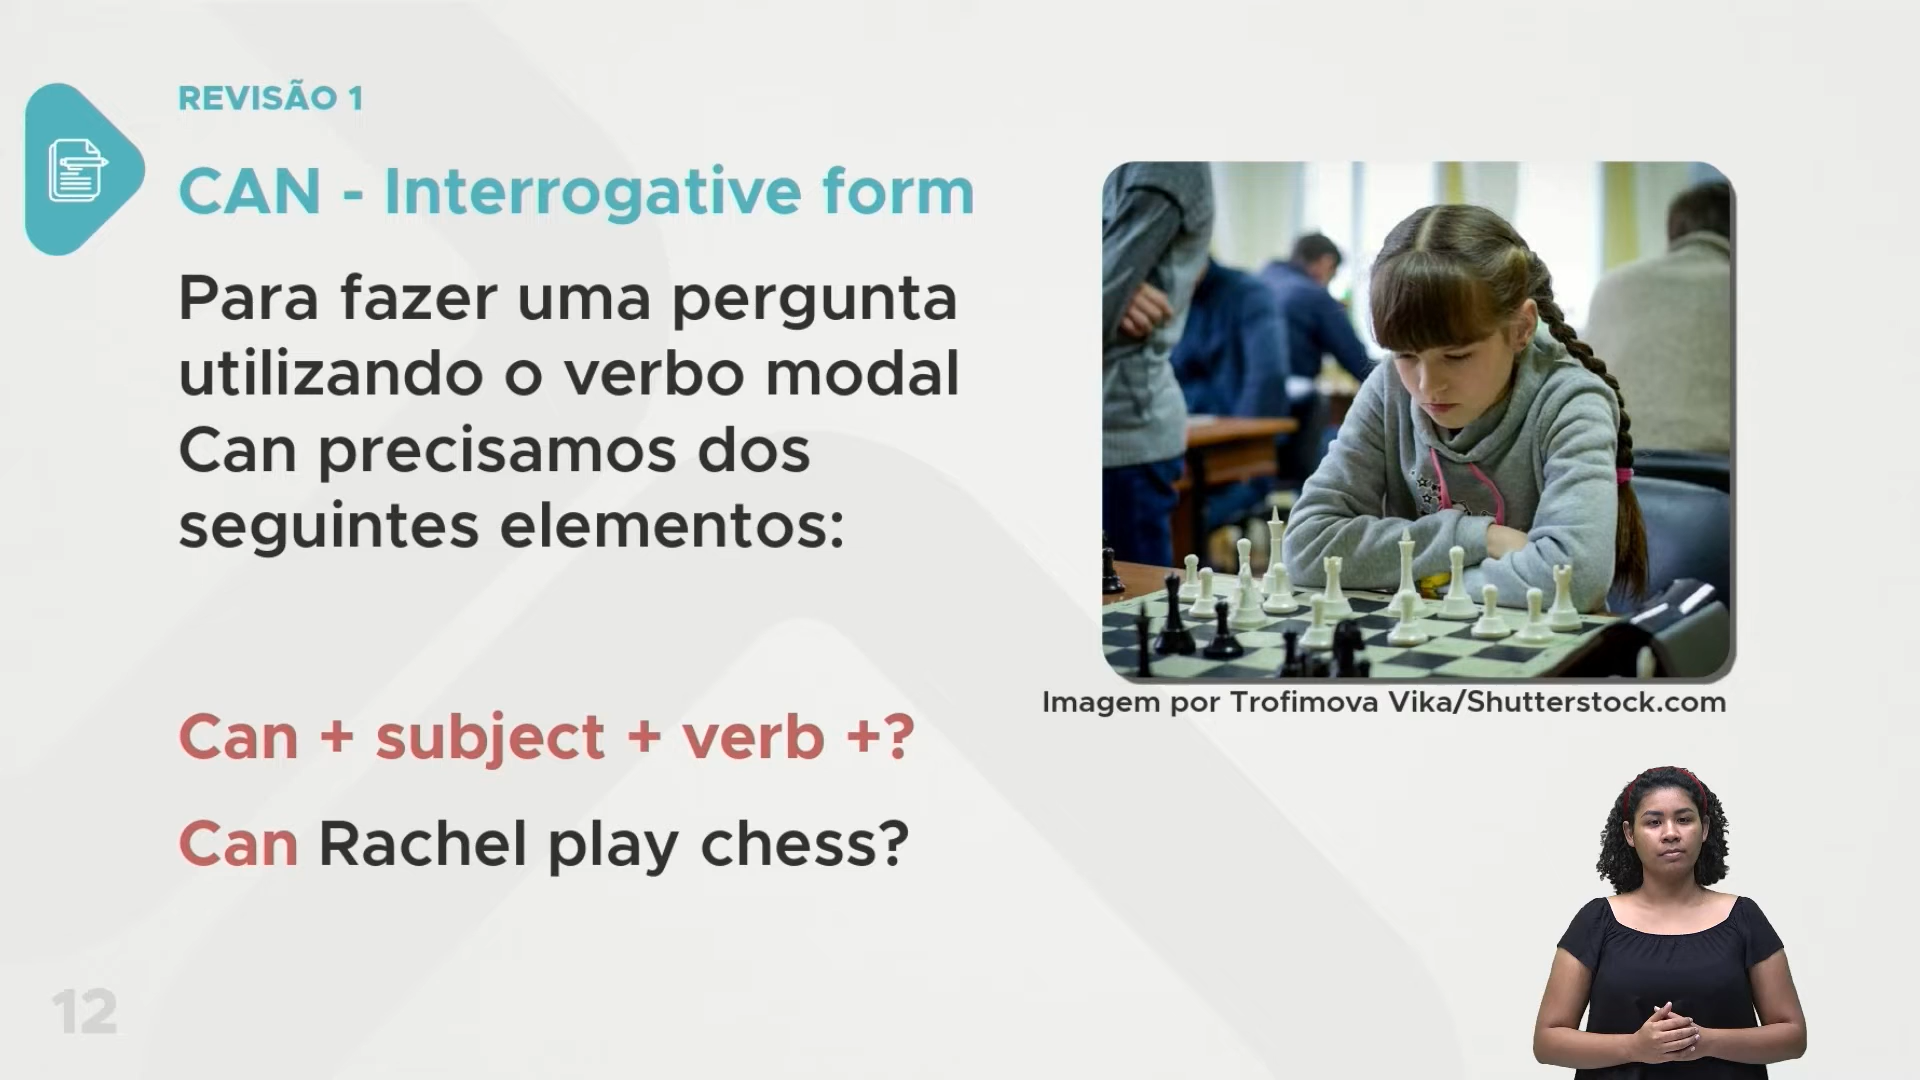 REVISÃO 1
CAN - Interrogative form
Para fazer uma pergunta
utilizando o verbo modal
Can precisamos dos
seguintes elementos:
Can + subject + verb +?
Can Rachel play chess?
Imagem por Trofimova Vika/Shutterstock.com
12